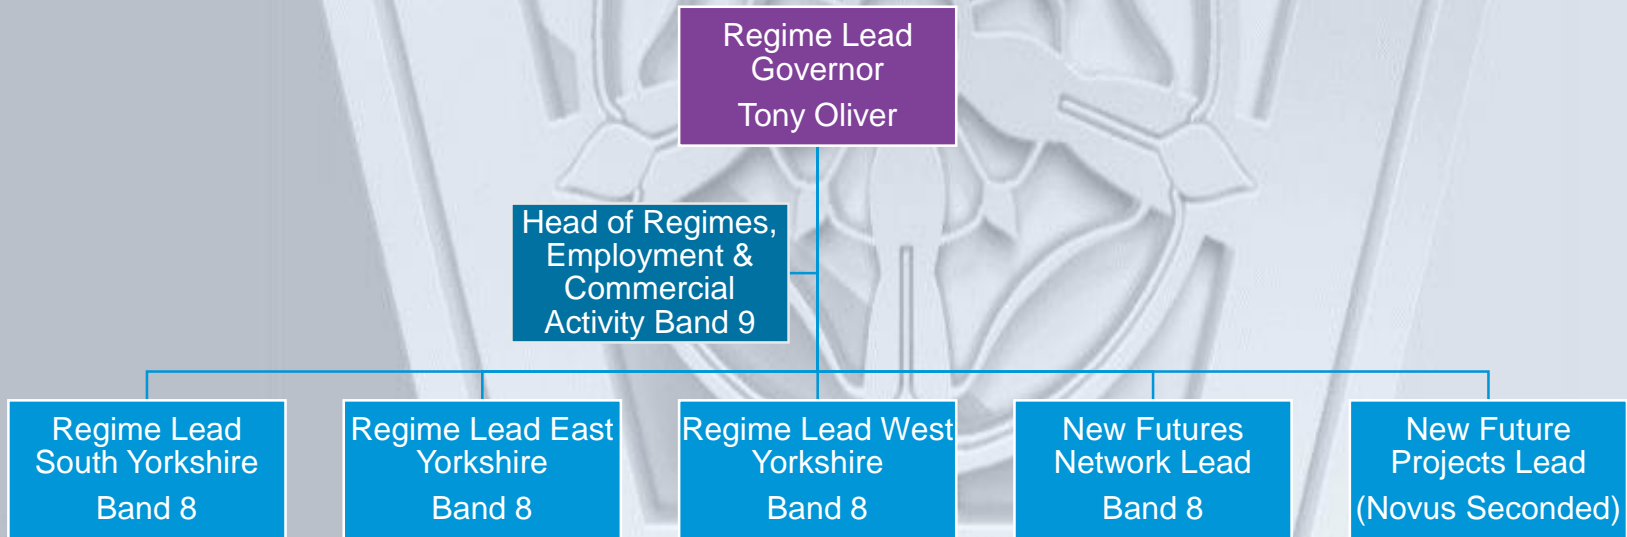 Regime Lead
Governor
Tony Oliver
Head of Regimes,
Employment &
Commercial
Activity Band 9
Regime Lead
South Yorkshire
Band 8
Regime Lead East
Yorkshire
Band 8
Regime Lead West
Yorkshire
Band 8
New Futures
Network Lead
Band 8
New Future
Projects Lead
(Novus Seconded)